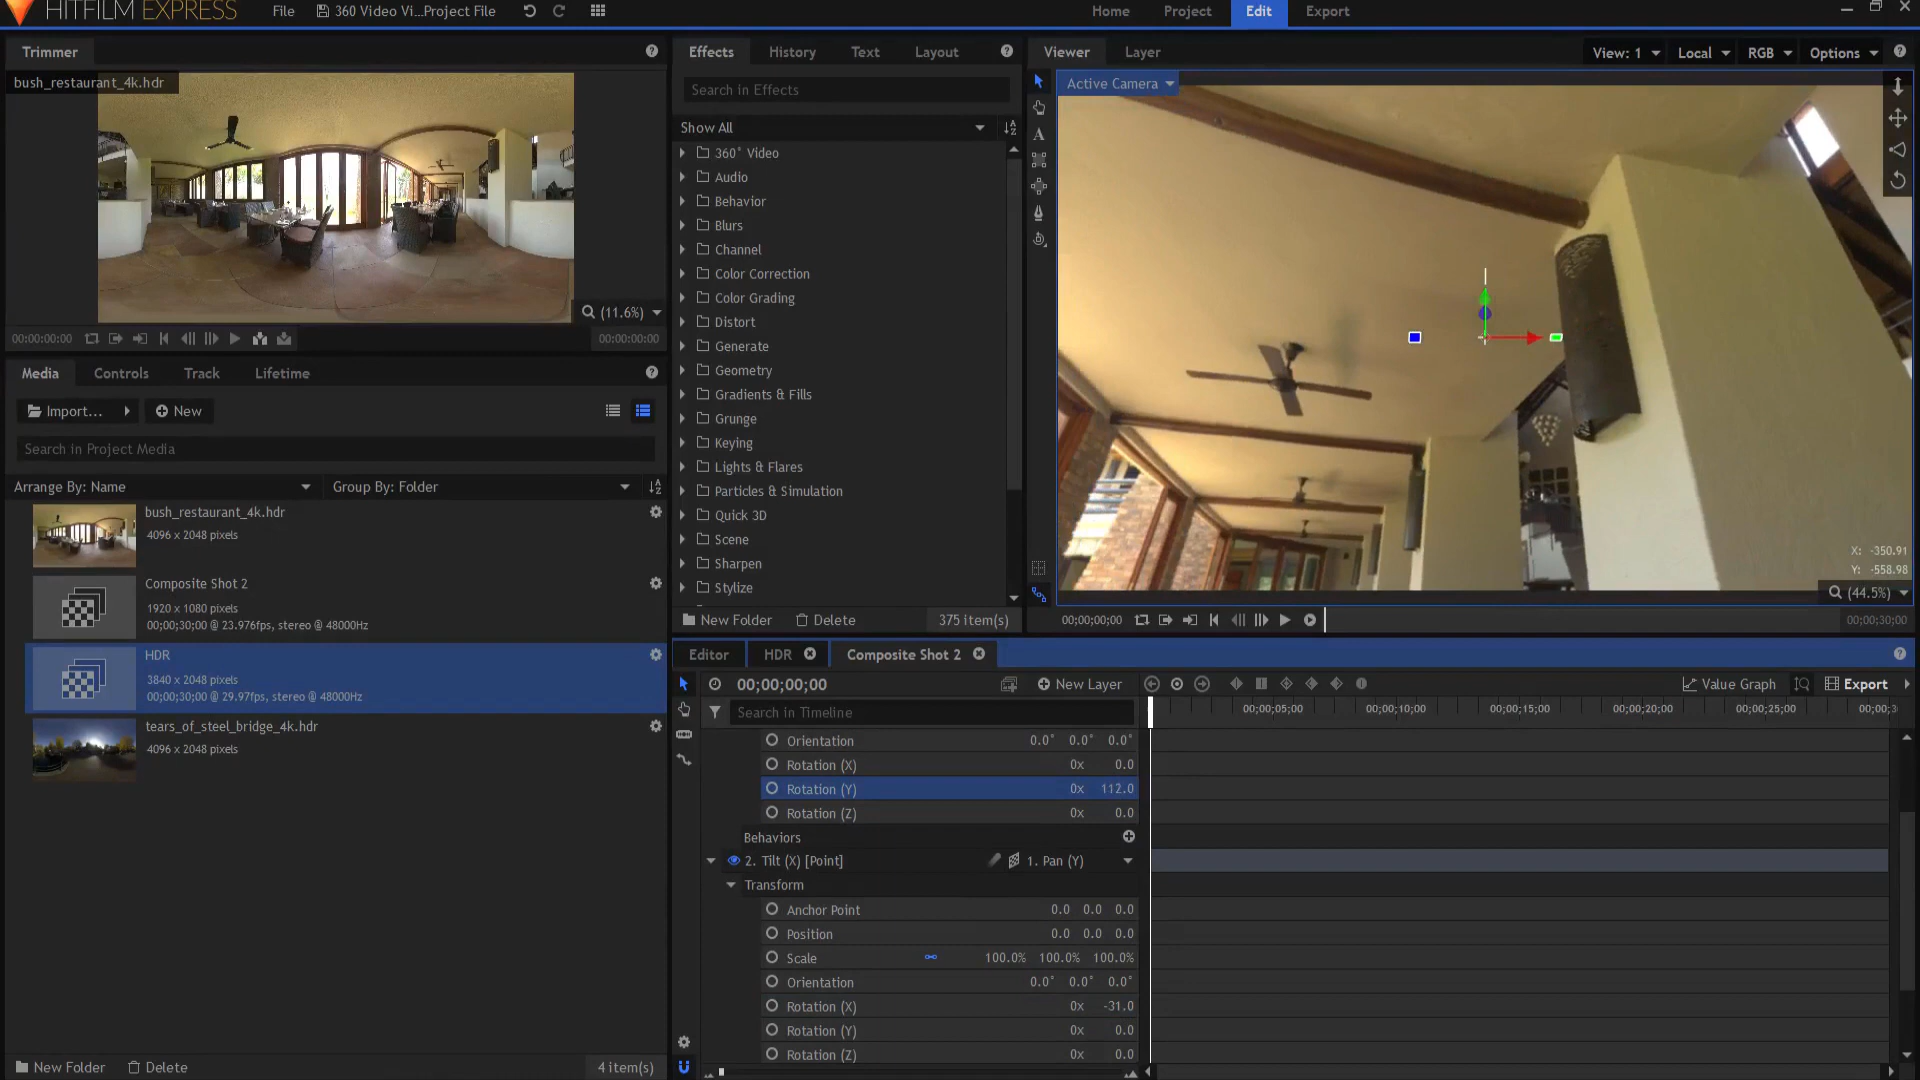 HITFILM EXPRESS
File
360 Video Vi...Project File
Home
Project
Edit
Export
Trimmer
bush_restaurant_4k.hdr
(11.6%)
00:00:00:00
00:00:00:00
Media
Controls
Track
Lifetime
Import...
New
Search in Project Media
Arrange By: Name
Group By: Folder
bush_restaurant_4k.hdr
4096 x 2048 pixels
Composite Shot 2
1920 x 1080 pixels
00;00;30;00 @ 23.976fps, stereo @ 48000Hz
HDR
3840 x 2048 pixels
00;00;30;00 @ 29.97fps, stereo @ 48000Hz
tears_of_steel_bridge_4k.hdr
4096 x 2048 pixels
New Folder
Delete
4 item(s)
Effects
History
Text
Layout
Search in Effects
Show All
360° Video
Audio
Behavior
Blurs
Channel
Color Correction
Color Grading
Distort
Generate
Geometry
Gradients & Fills
Grunge
Keying
Lights & Flares
Particles & Simulation
Quick 3D
Scene
Sharpen
Stylize
New Folder
Delete
375 item(s)
Viewer
Layer
View: 1
Local
RGB
Options
Active Camera
X: -350.91
Y: -558.98
(44.5%)
00;00;00;00
00;00;30;00
Editor
HDR
Composite Shot 2
00;00;00;00
New Layer
Value Graph
Export
Search in Timeline
00;00;05;00
00;00;10;00
00;00;15;00
00;00;20;00
00;00;25;00
Orientation 0.0° 0.0° 0.0°
Rotation (X) 0x 0.0
Rotation (Y) 0x 112.0
Rotation (Z) 0x 0.0
Behaviors
2. Tilt (X) [Point] 1. Pan (Y)
Transform
Anchor Point 0.0 0.0 0.0
Position 0.0 0.0 0.0
Scale 100.0% 100.0% 100.0%
Orientation 0.0° 0.0° 0.0°
Rotation (X) 0x -31.0
Rotation (Y) 0x 0.0
Rotation (Z) 0x 0.0